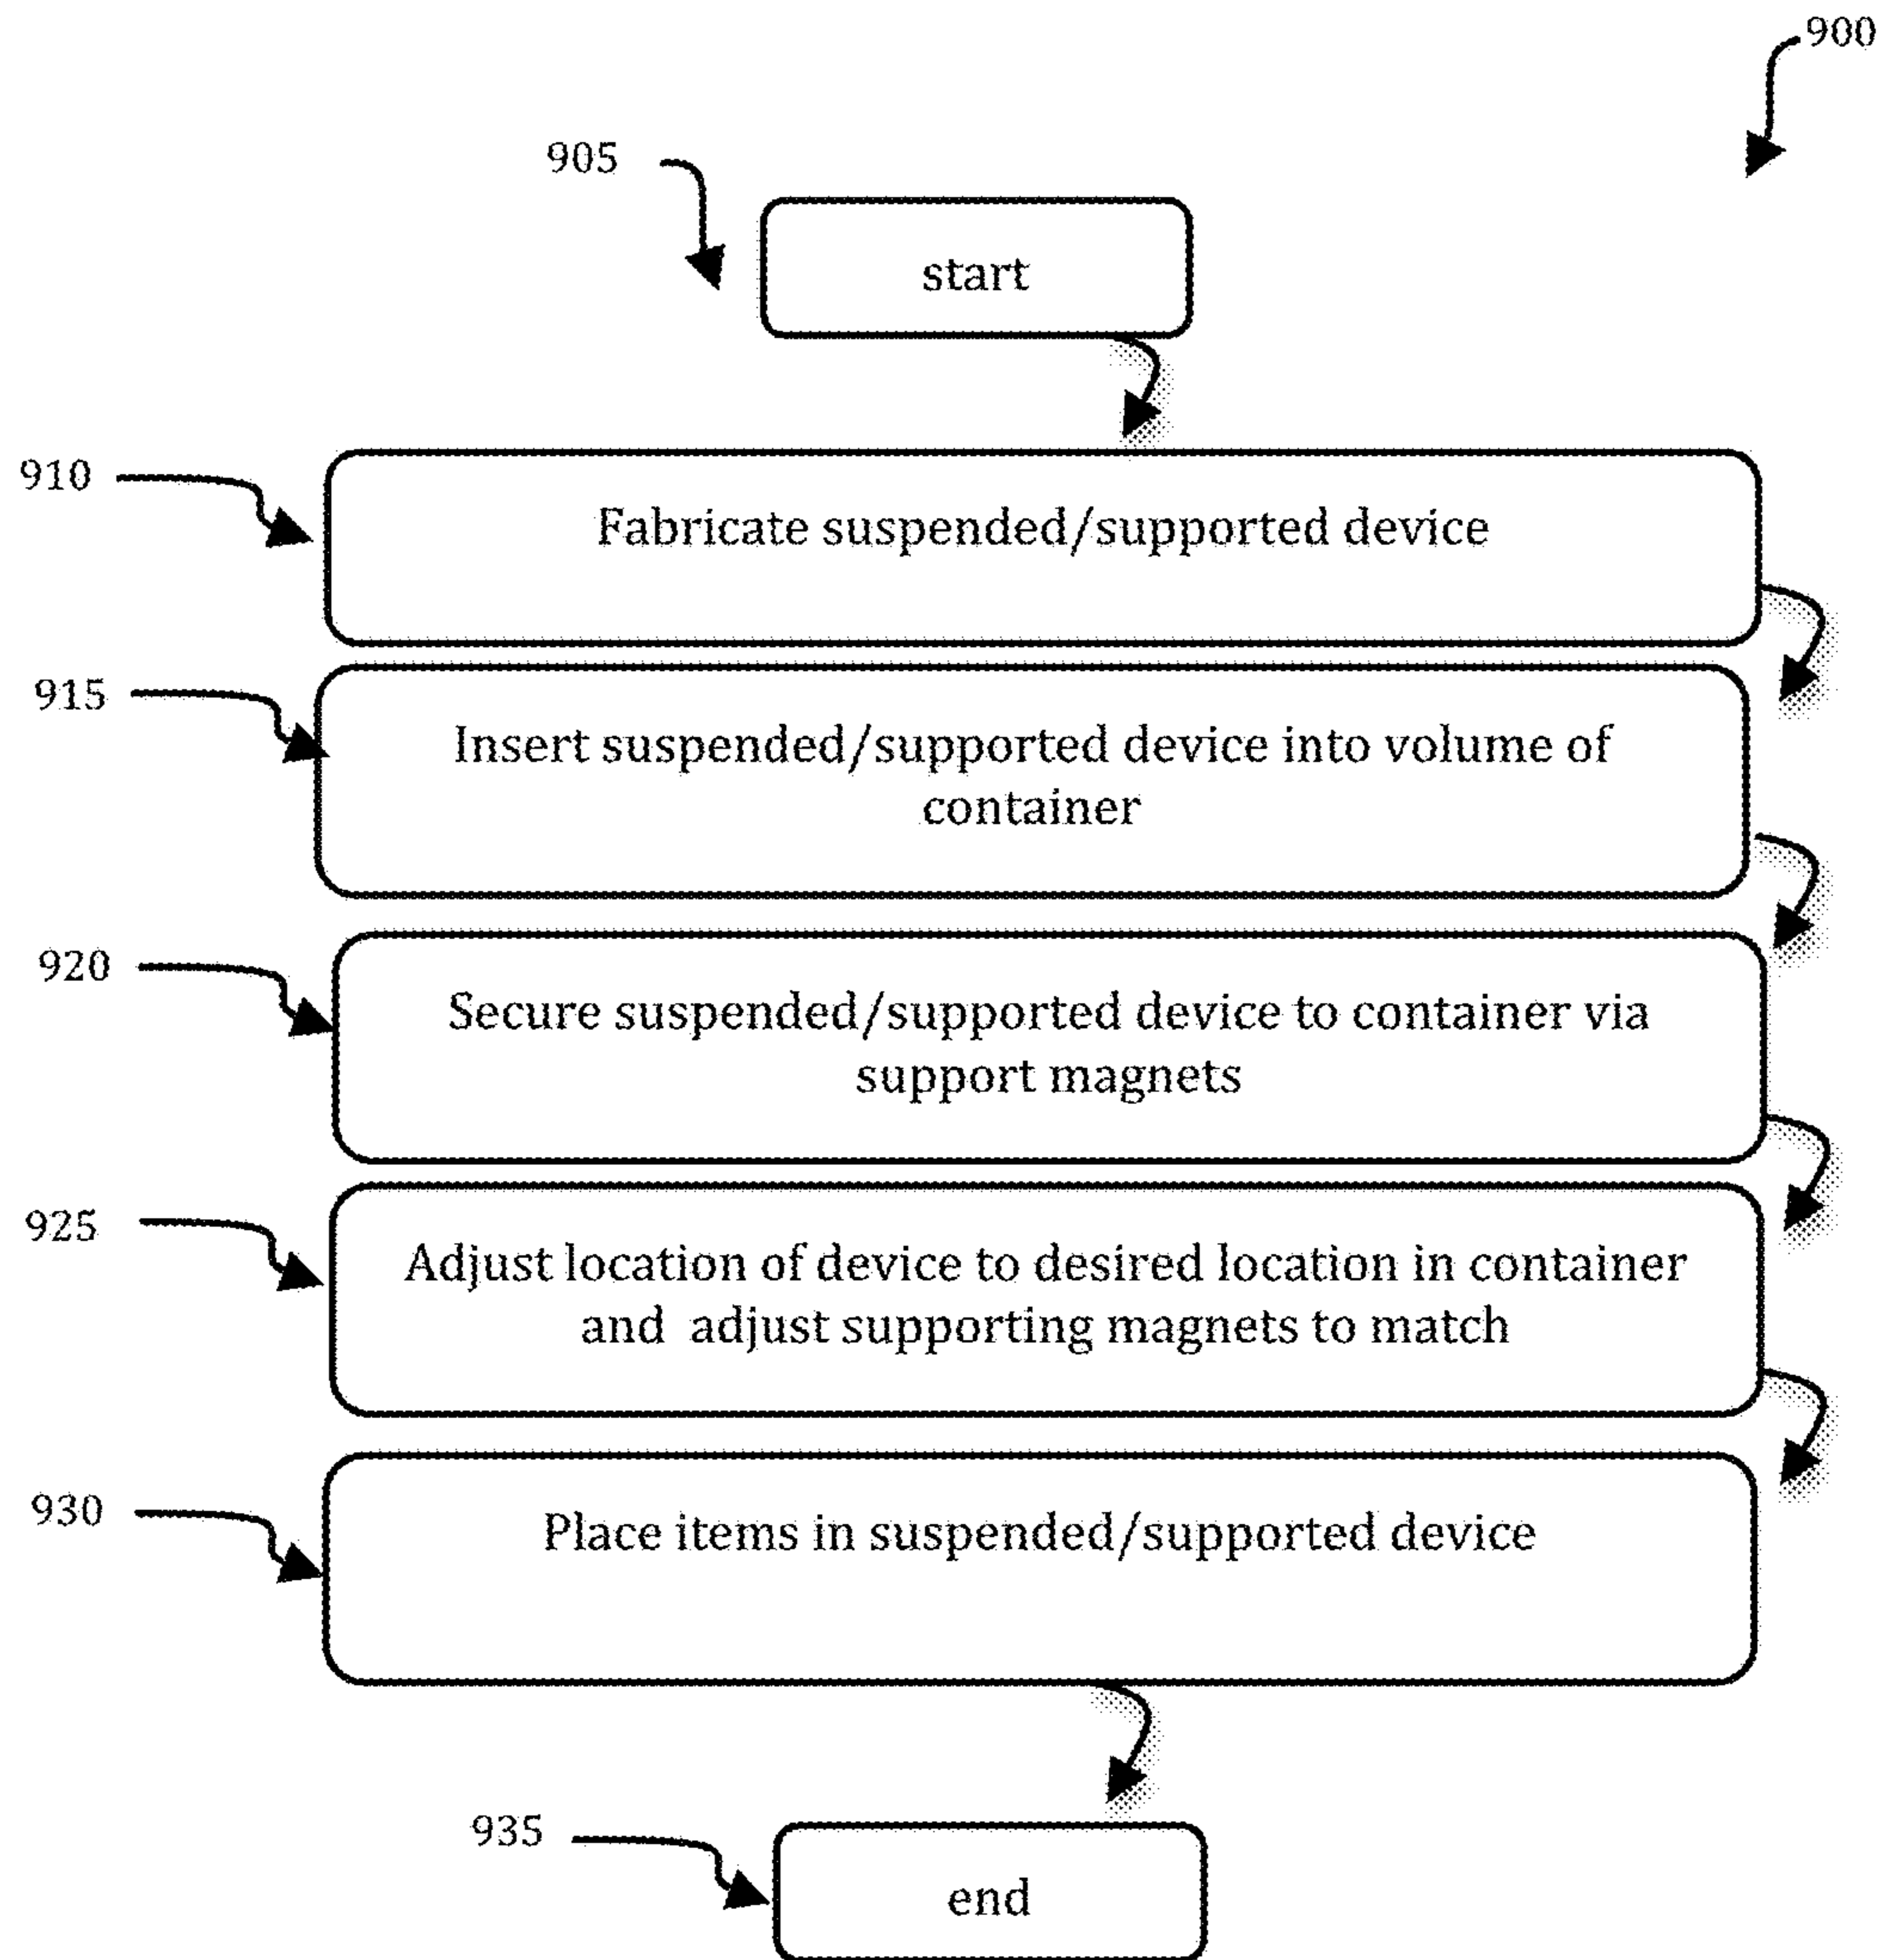 900
905
start
910
Fabricate suspended/supported device
915
Insert suspended/supported device into volume of
container
920
Secure suspended/supported device to container via
support magnets
925
Adjust location of device to desired location in container
and adjust supporting magnets to match
930
Place items in suspended/supported device
935
end